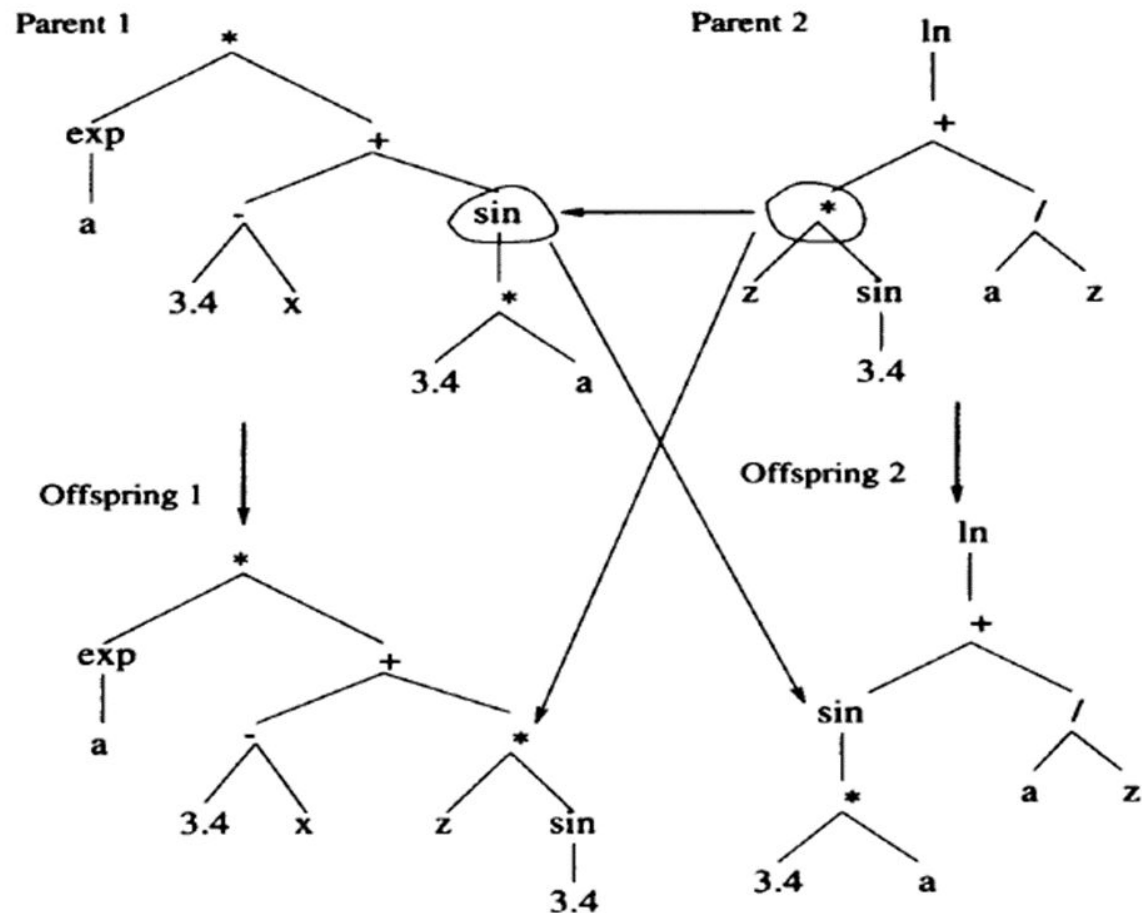 Parent 1
*
exp
+
a
-
sin
3.4
x
*
3.4
a
Parent 2
ln
+
*
/
z
sin
a
z
3.4
Offspring 1
*
exp
+
a
-
*
3.4
x
z
sin
3.4
Offspring 2
ln
+
sin
/
*
a
z
3.4
a